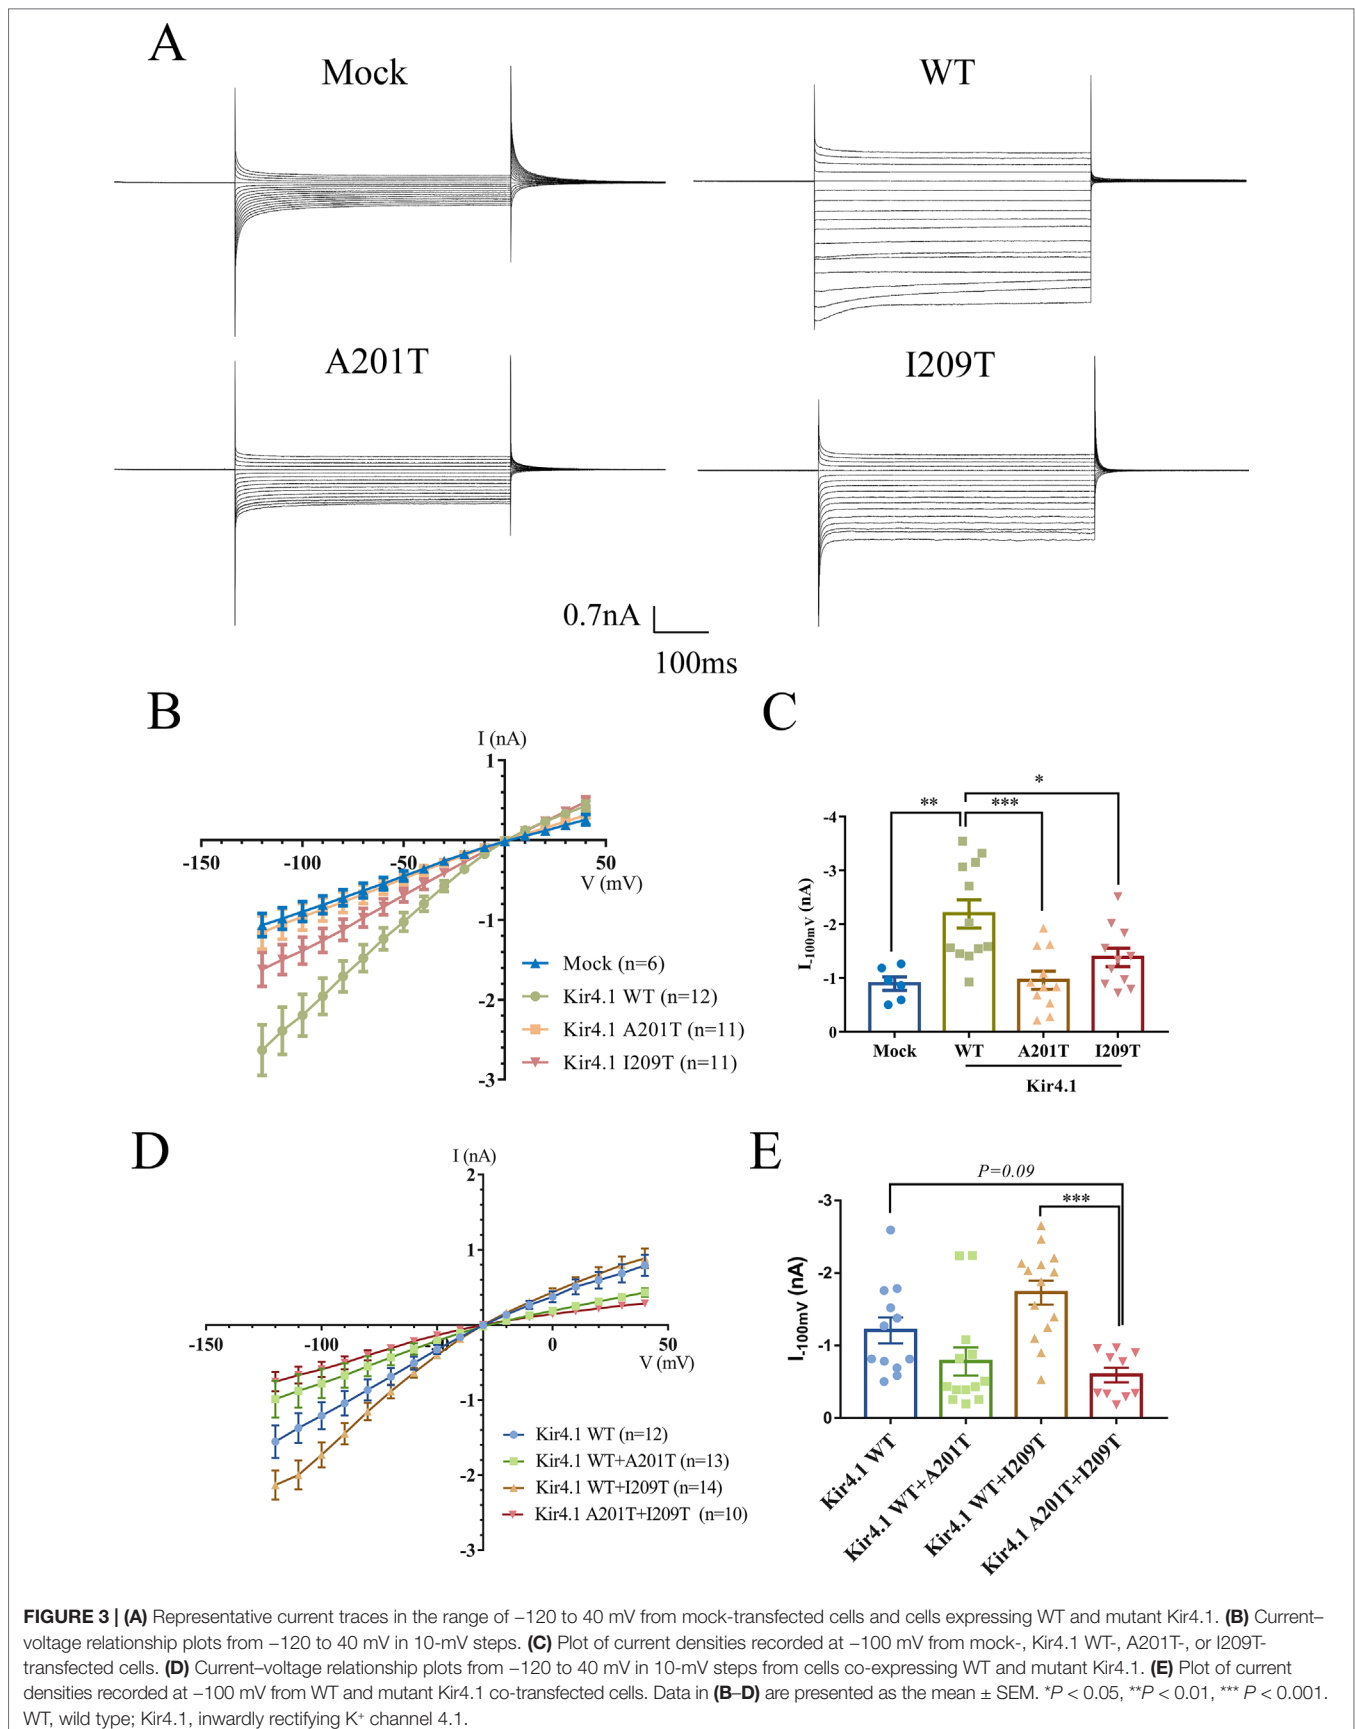 A
Mock
WT
A201T
I209T
0.7nA
100ms
B
I (nA)
1
-150
-100
-50
50
V (mV)
-1
-2
-3
Mock (n=6)
Kir4.1 WT (n=12)
Kir4.1 A201T (n=11)
Kir4.1 I209T (n=11)
C
*
**
***
I-100mV (nA)
-4
-3
-2
-1
0
Mock
WT
A201T
I209T
Kir4.1
D
I (nA)
2
1
-150
-100
-50
0
50
V (mV)
-1
-2
-3
Kir4.1 WT (n=12)
Kir4.1 WT+A201T (n=13)
Kir4.1 WT+I209T (n=14)
Kir4.1 A201T+I209T (n=10)
E
P=0.09
***
I-100mV (nA)
-3
-2
-1
0
Kir4.1 WT
Kir4.1 WT+A201T
Kir4.1 WT+I209T
Kir4.1 A201T+I209T
FIGURE 3 | (A) Representative current traces in the range of −120 to 40 mV from mock-transfected cells and cells expressing WT and mutant Kir4.1. (B) Current–
voltage relationship plots from −120 to 40 mV in 10-mV steps. (C) Plot of current densities recorded at −100 mV from mock-, Kir4.1 WT-, A201T-, or I209T-
transfected cells. (D) Current–voltage relationship plots from −120 to 40 mV in 10-mV steps from cells co-expressing WT and mutant Kir4.1. (E) Plot of current
densities recorded at −100 mV from WT and mutant Kir4.1 co-transfected cells. Data in (B–D) are presented as the mean ± SEM. *P < 0.05, **P < 0.01, *** P < 0.001.
WT, wild type; Kir4.1, inwardly rectifying K⁺ channel 4.1.